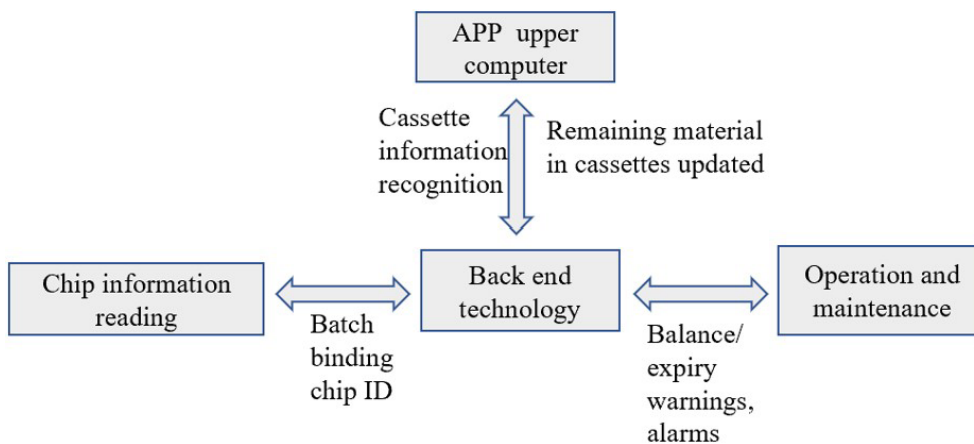 APP upper
computer
Cassette
information
recognition
Remaining material
in cassettes updated
Chip information
reading
Batch
binding
chip ID
Back end
technology
Balance/
expiry
warnings,
alarms
Operation and
maintenance